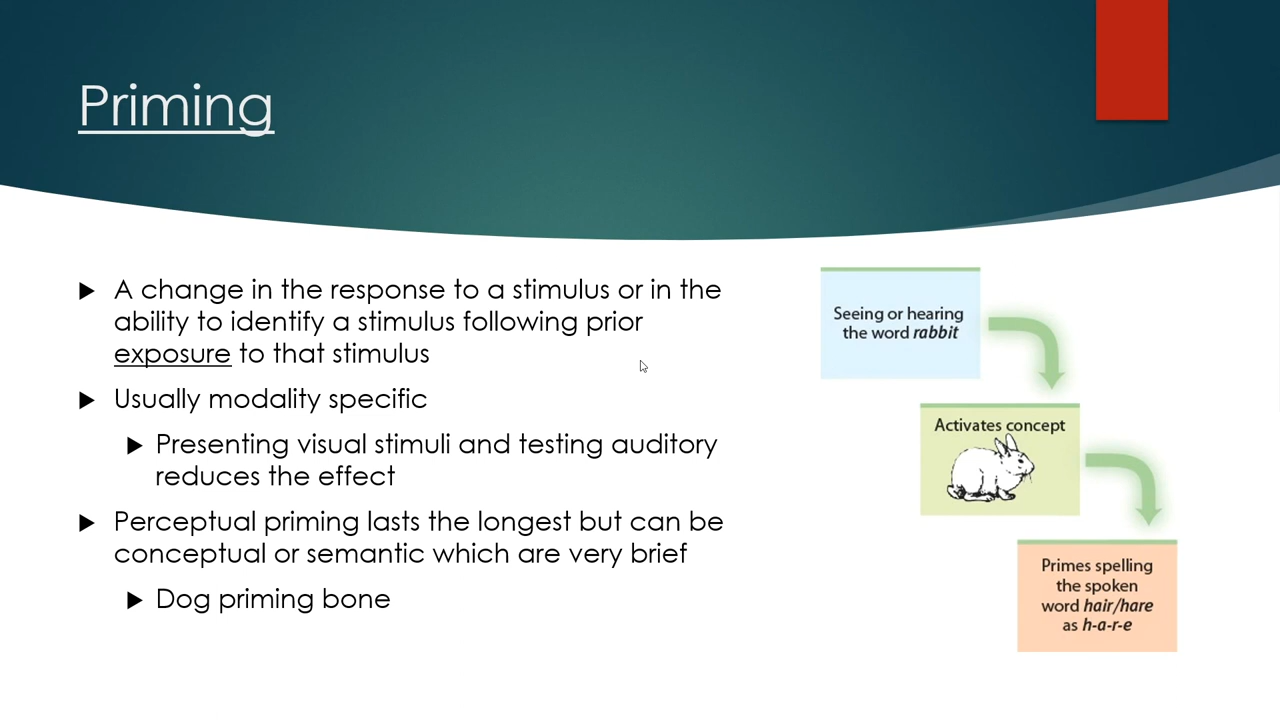 Priming
A change in the response to a stimulus or in the
ability to identify a stimulus following prior
exposure to that stimulus
Usually modality specific
Presenting visual stimuli and testing auditory
reduces the effect
Perceptual priming lasts the longest but can be
conceptual or semantic which are very brief
Dog priming bone
Seeing or hearing
the word rabbit
Activates concept
Primes spelling
the spoken
word hair/hare
as h-a-r-e